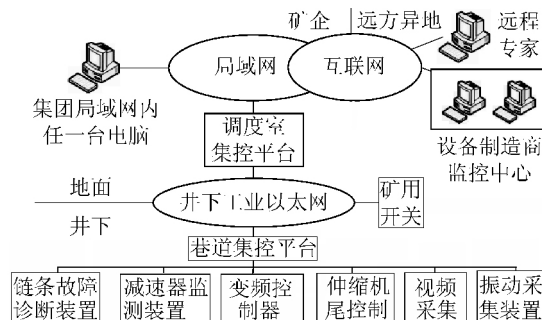 矿企
远方异地
远程
专家
局域网
互联网
集团局域网内
任一台电脑
调度室
集控平台
设备制造商
监控中心
地面
井下
井下工业以太网
矿用
开关
巷道集控平台
链条故障
诊断装置
减速器监
测装置
变频控
制器
伸缩机
尾控制
视频
采集
振动采
集装置